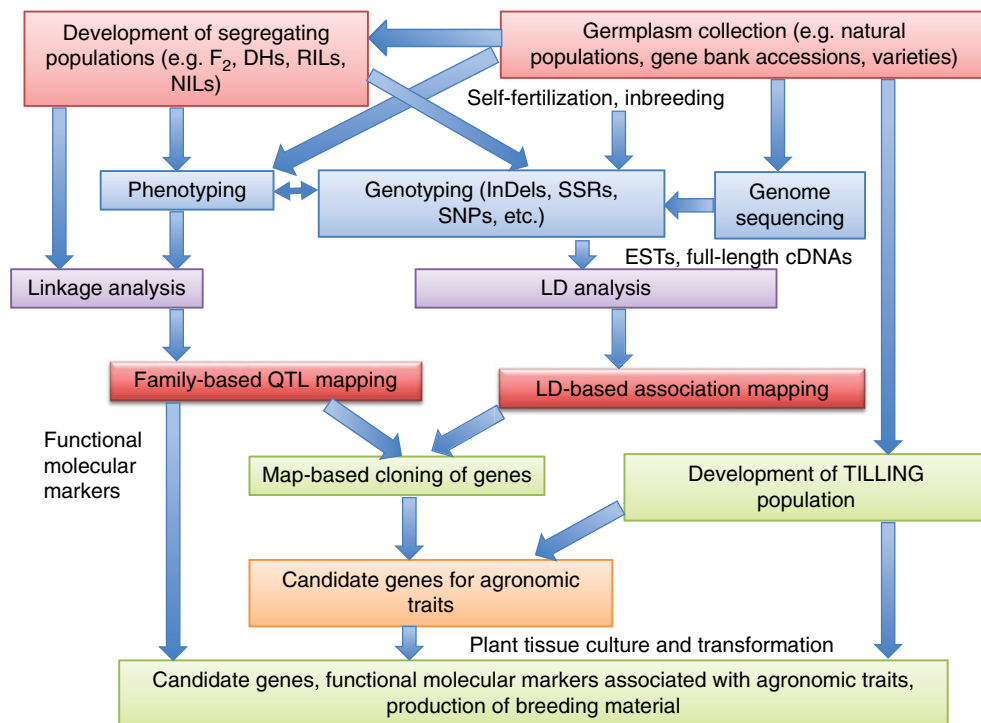 Development of segregating
populations (e.g. F₂, DHs, RILs,
NILs)
Germplasm collection (e.g. natural
populations, gene bank accessions, varieties)
Self-fertilization, inbreeding
Phenotyping
Genotyping (InDels, SSRs,
SNPs, etc.)
Genome
sequencing
ESTs, full-length cDNAs
Linkage analysis
LD analysis
Family-based QTL mapping
LD-based association mapping
Functional
molecular
markers
Map-based cloning of genes
Development of TILLING
population
Candidate genes for agronomic
traits
Plant tissue culture and transformation
Candidate genes, functional molecular markers associated with agronomic traits,
production of breeding material